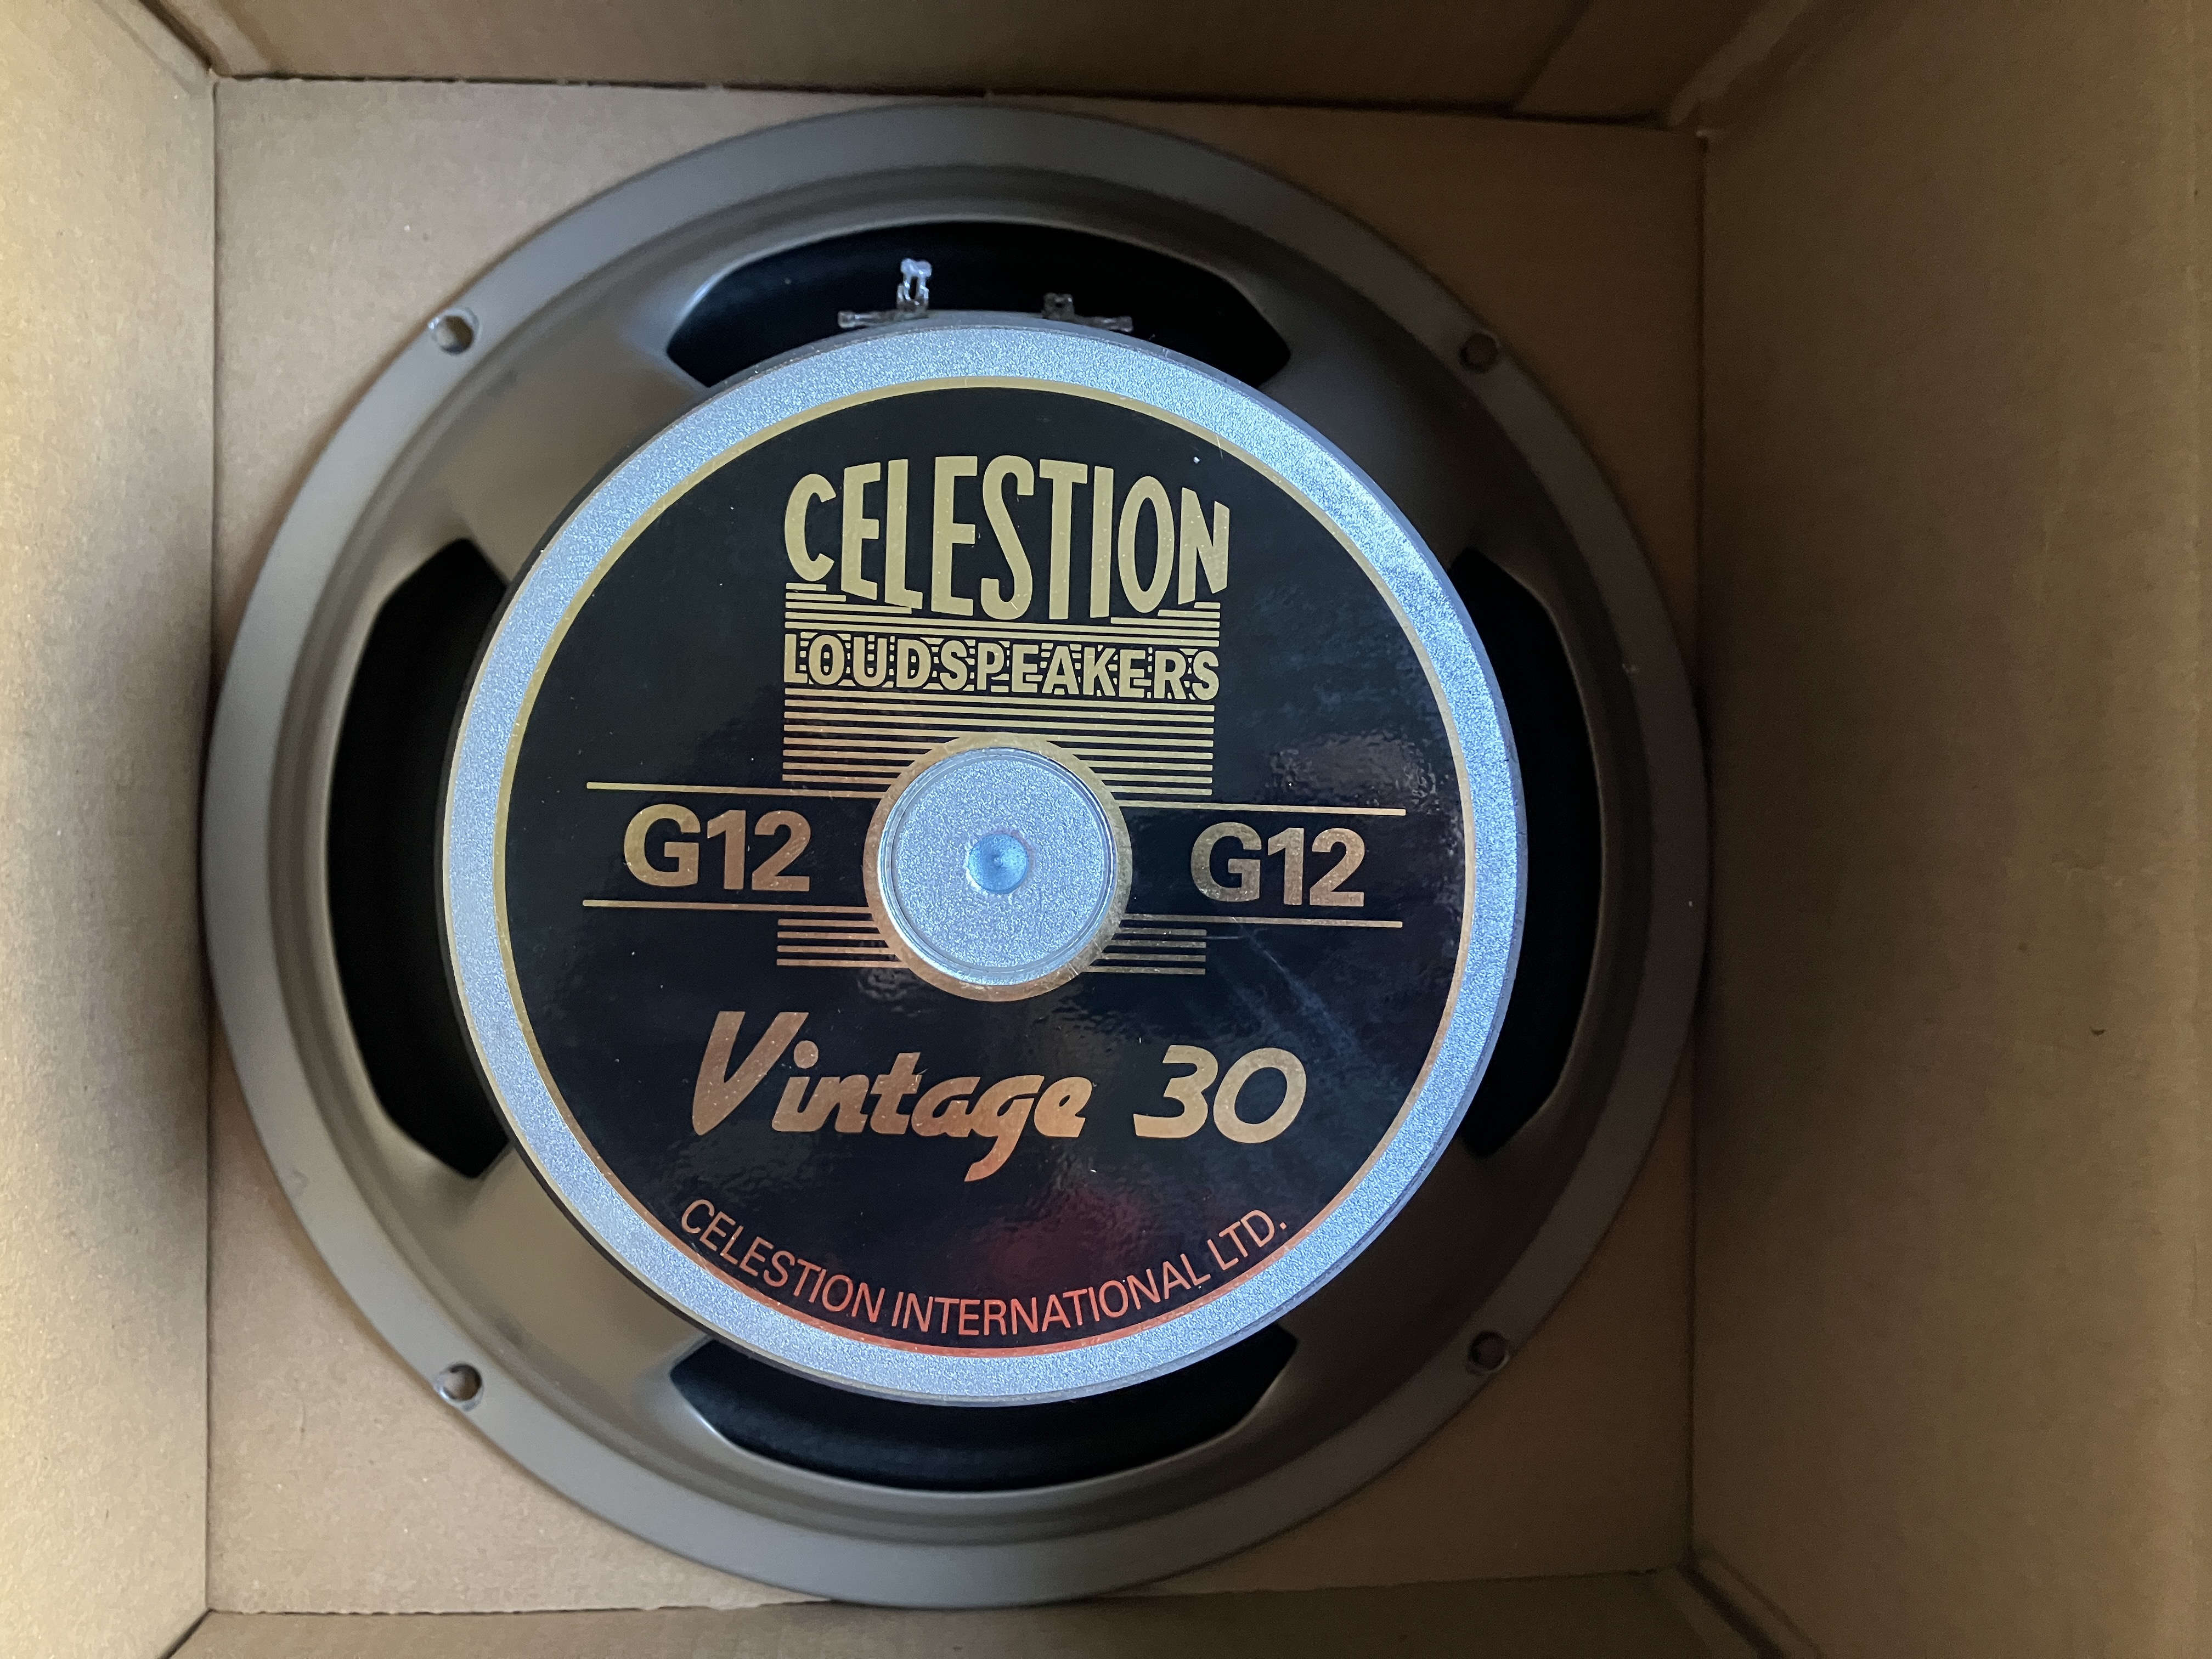 CELESTION
LOUDSPEAKERS
G12 G12
Vintage 30
CELESTION INTERNATIONAL LTD.